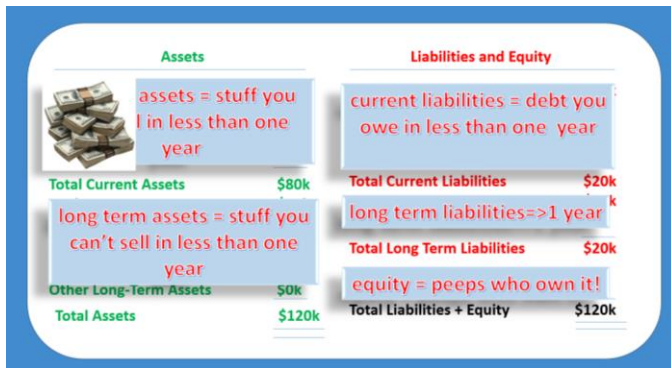 Assets
assets = stuff you
l in less than one
year
Total Current Assets $80k
long term assets = stuff you
can't sell in less than one
year
Other Long-Term Assets $0k
Total Assets $120k
Liabilities and Equity
current liabilities = debt you
owe in less than one year
Total Current Liabilities $20k
long term liabilities=>1 year
Total Long Term Liabilities $20k
equity = peeps who own it!
Total Liabilities + Equity $120k